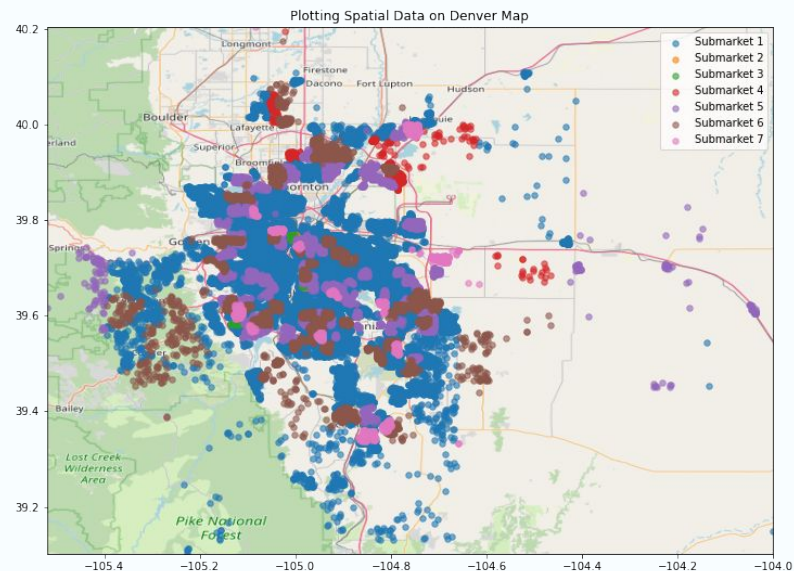 Plotting Spatial Data on Denver Map
40.2
40.0
39.8
39.6
39.4
39.2
−105.4
−105.2
−105.0
−104.8
−104.6
−104.4
−104.2
−104.0
Submarket 1
Submarket 2
Submarket 3
Submarket 4
Submarket 5
Submarket 6
Submarket 7
Longmont
Firestone
Dacono
Fort Lupton
Hudson
Boulder
Lafayette
Superior
Bailey
Lost Creek
Wilderness
Area
Pike National
Forest